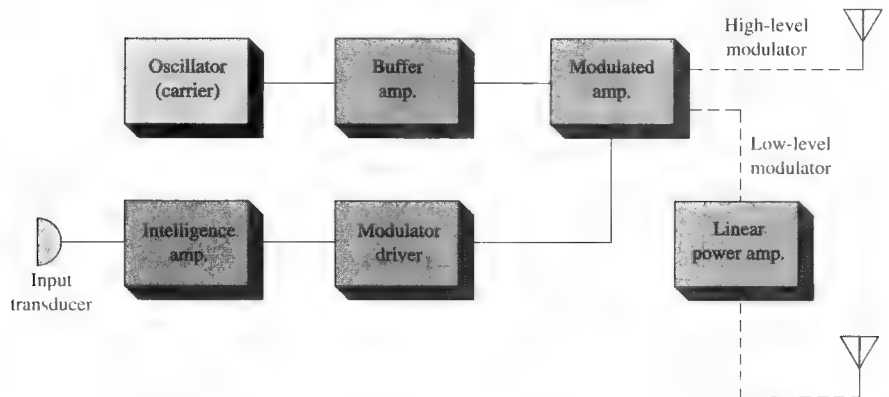 High-level
modulator
Oscillator
(carrier)
Buffer
amp.
Modulated
amp.
Low-level
modulator
Intelligence
amp.
Modulator
driver
Linear
power amp.
Input
transducer